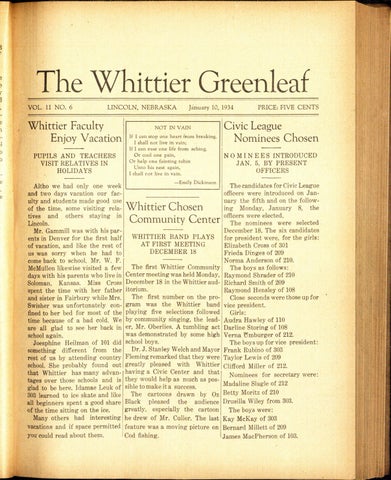 The Whittier Greenleaf
VOL. 11 NO. 6
LINCOLN, NEBRASKA
January 10, 1934
PRICE: FIVE CENTS
Whittier Faculty
Enjoy Vacation
PUPILS AND TEACHERS
VISIT RELATIVES IN
HOLIDAYS
Altho we had only one week
and two days vacation our fac-
ulty and students made good use
of the time, some visiting rela-
tives and others staying in
Lincoln.
Mr. Gammill was with his par-
ents in Denver for the first half
of vacation, and like the rest of
us was sorry when he had to
come back to school. Mr. W. F.
McMullen likewise visited a few
days with his parents who live in
Soloman, Kansas. Miss Craus
spent the time with her father
and sister in Fairbury while Mrs.
Swisher was unfortunately con-
fined to her bed for most of the
time because of a bad cold. We
are all glad to see her back in
school again.
Josephine Heilman of 101 did
something different from the
rest of us by attending country
school. She probably found out
that Whittier has many advan-
tages over those schools and is
glad to be here. Idamae Leuk of
303 learned to ice skate and like
all beginners spent a good share
of the time sitting on the ice.
Many others had interesting
vacations and if space permitted
you could read about them.
NOT IN VAIN
If I can stop one heart from breaking,
I shall not live in vain;
If I can ease one life from aching,
Or cool one pain,
Or help one fainting robin
Unto his nest again,
I shall not live in vain.
—Emily Dickinson
Whittier Chosen
Community Center
WHITTIER BAND PLAYS
AT FIRST MEETING
DECEMBER 18
The first Whittier Community
Center meeting was held Monday,
December 18 in the Whittier aud-
itorium.
The first number on the pro-
gram was the Whittier band
playing five selections followed
by community singing, the lead-
er, Mr. Oberlies. A tumbling act
was demonstrated by some high
school boys.
Dr. J. Stanley Welch and Mayor
Fleming remarked that they were
greatly pleased with Whittier
having a Civic Center and that
they would help as much as pos-
sible to make it a success.
The cartoons drawn by Oz
Black pleased the audience
greatly, especially the cartoon
he drew of Mr. Culler. The last
feature was a moving picture on
Cod fishing.
Civic League
Nominees Chosen
NOMINEES INTRODUCED
JAN. 5, BY PRESENT
OFFICERS
The candidates for Civic League
officers were introduced on Jan-
uary the fifth and on the follow-
ing Monday, January 8, the
officers were elected.
The nominees were selected
December 18. The six candidates
for president were, for the girls:
Elizabeth Cross of 301
Frieda Dinges of 209
Norma Anderson of 210.
The boys as follows:
Raymond Shrader of 210
Richard Smith of 209
Raymond Hensley of 108
Close seconds were those up for
vice president.
Girls:
Audra Hawley of 110
Darline Storing of 108
Verna Amburger of 212.
The boys up for vice president:
Frank Rubino of 303
Taylor Lewis of 209
Clifford Miller of 212.
Nominees for secretary were:
Madaline Slagle of 212
Betty Moritz of 210
Drusilla Wiley from 303.
The boys were:
Kay McKay of 303
Bernard Millett of 209
James MacPherson of 103.